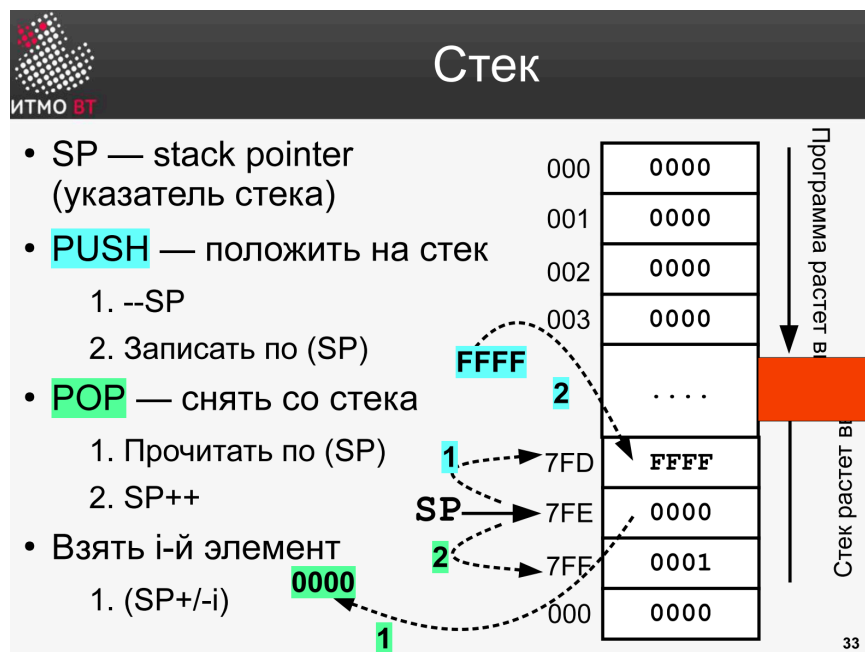 Стек
ИТМО ВТ
• SP — stack pointer
(указатель стека)
• PUSH — положить на стек
1. --SP
2. Записать по (SP)
• POP — снять со стека
1. Прочитать по (SP)
2. SP++
• Взять i-й элемент
1. (SP+/-i)
FFFF
2
1
SP
2
0000
1
000 0000
001 0000
002 0000
003 0000
....
7FD FFFF
7FE 0000
7FF 0001
000 0000
Программа растет
Стек растет
33